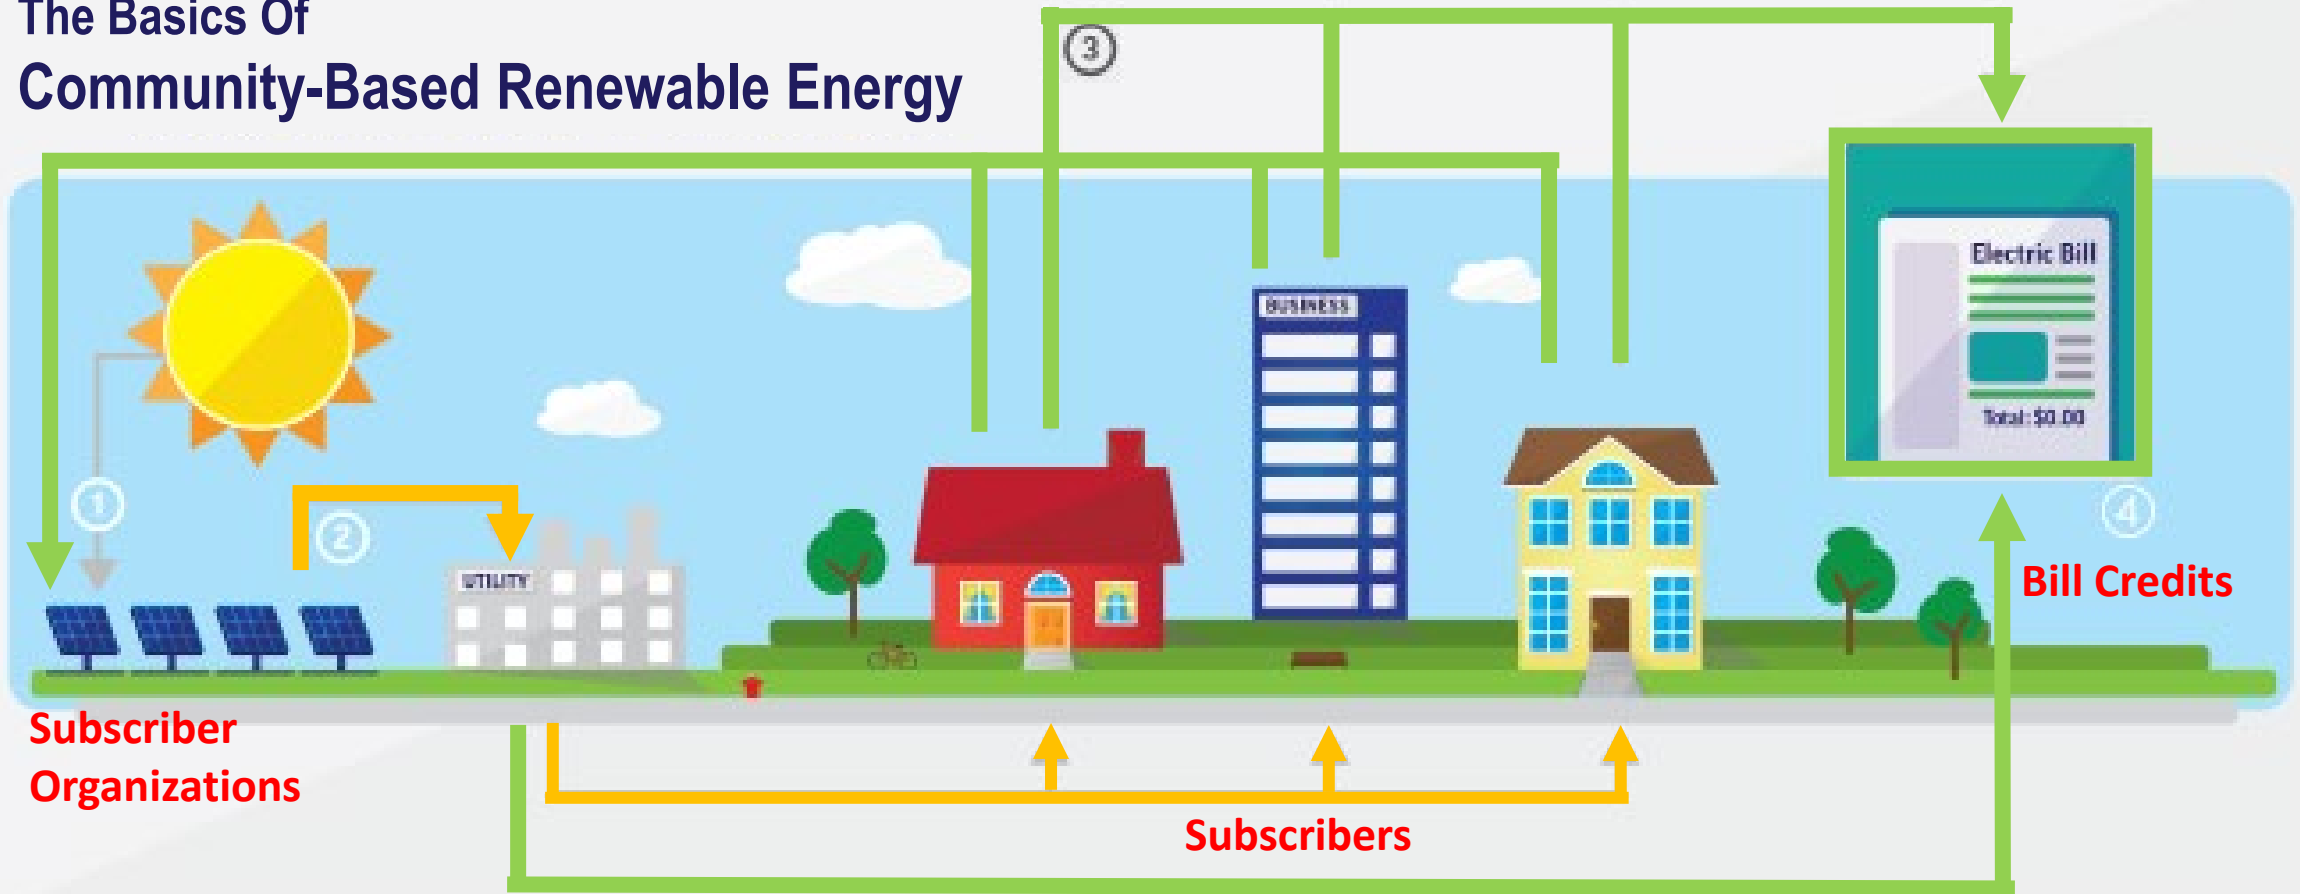 The Basics Of
Community-Based Renewable Energy
3
Electric Bill
BUSINESS
Total: $0.00
1
2
4
UTILITY
Bill Credits
Subscriber
Organizations
Subscribers